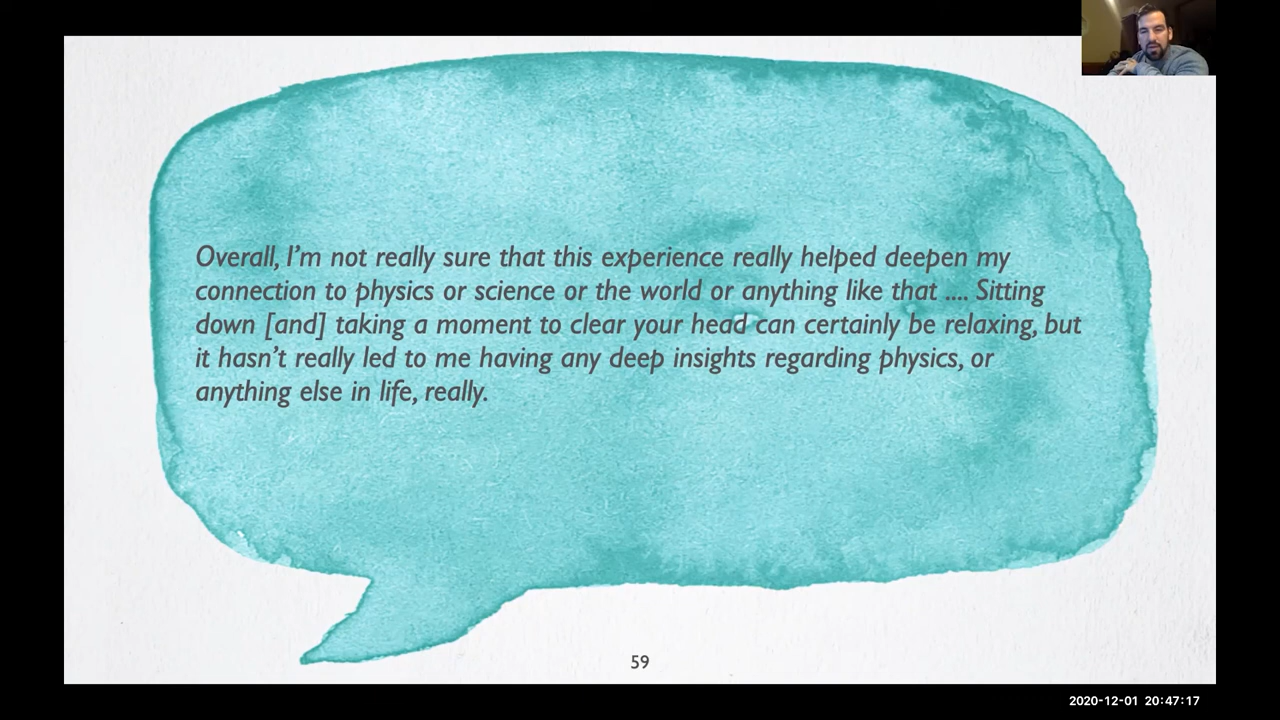 Overall, I’m not really sure that this experience really helped deepen my
connection to physics or science or the world or anything like that .... Sitting
down [and] taking a moment to clear your head can certainly be relaxing, but
it hasn’t really led to me having any deep insights regarding physics, or
anything else in life, really.
59
2020-12-01 20:47:17